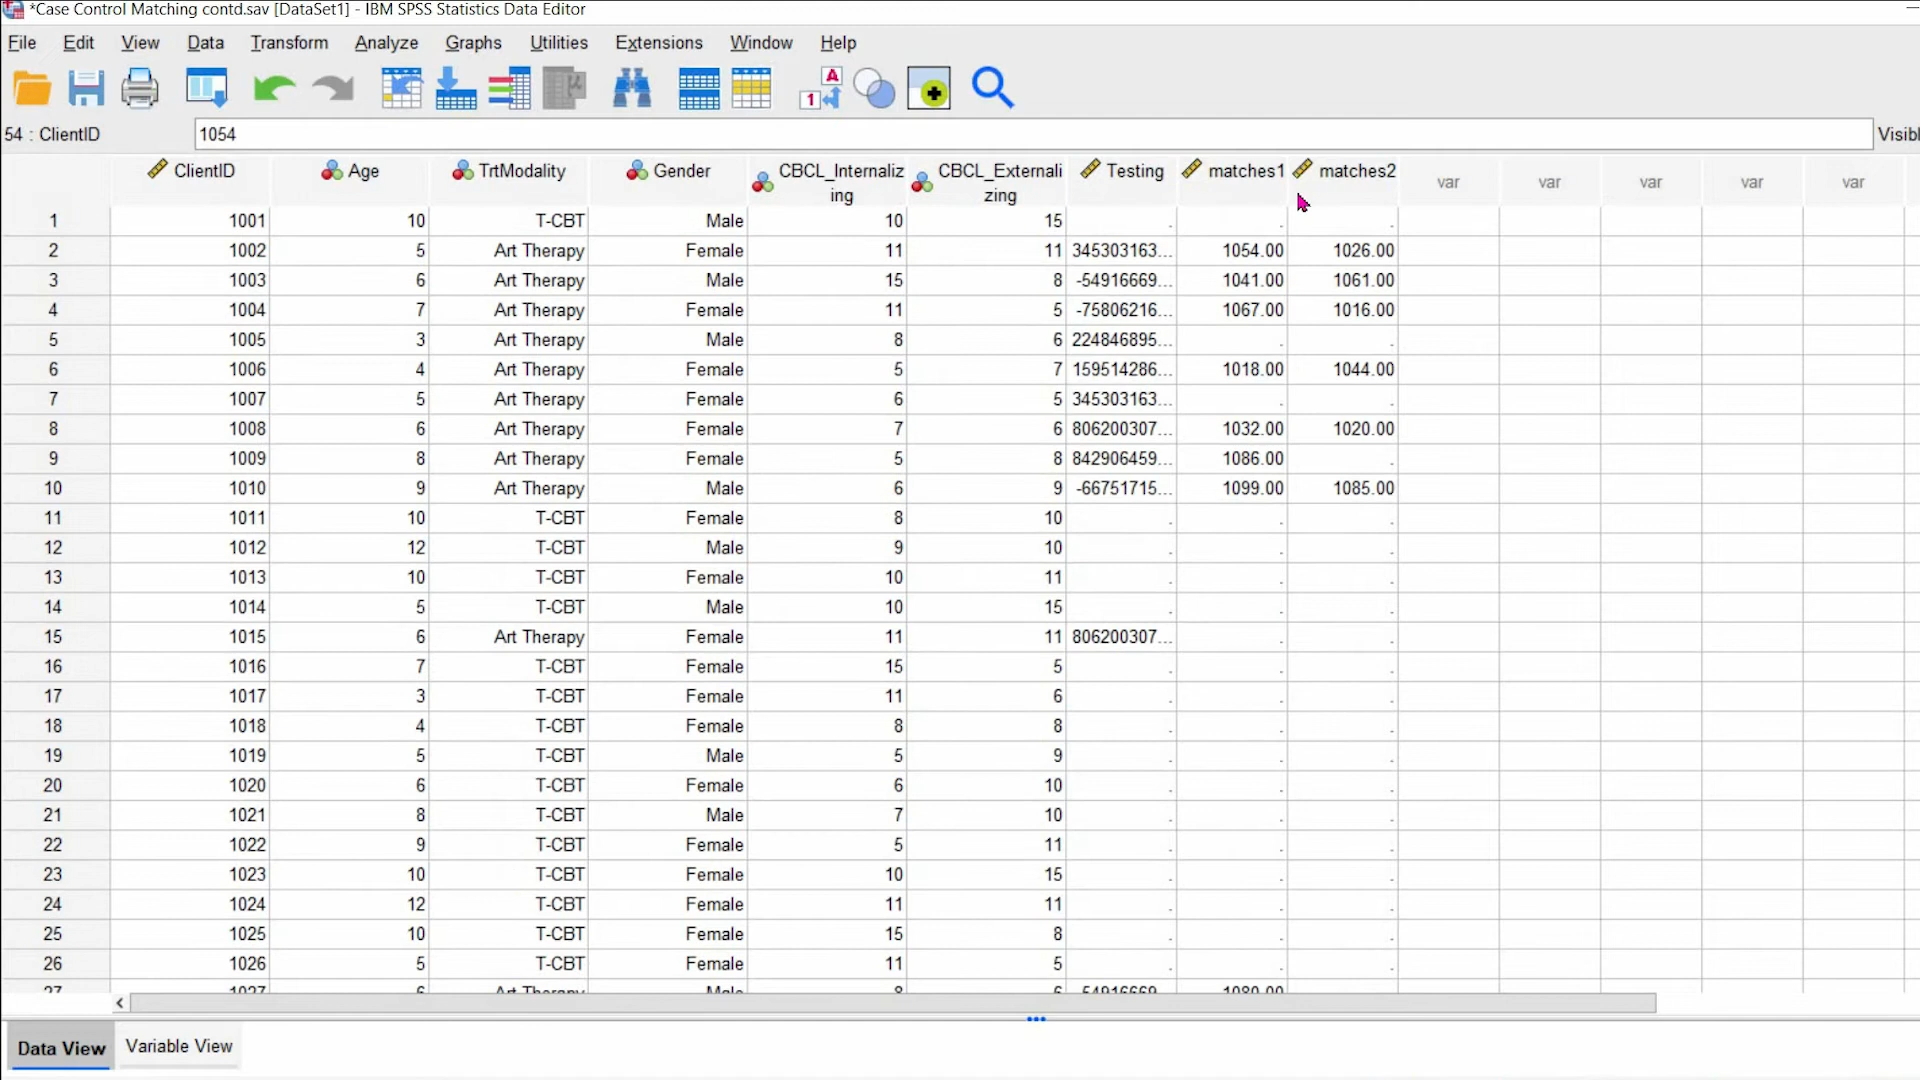 *Case Control Matching contd.sav [DataSet1] - IBM SPSS Statistics Data Editor
File Edit View Data Transform Analyze Graphs Utilities Extensions Window Help
54 : ClientID 1054 Visibl
ClientID Age TrtModality Gender CBCL_Internaliz CBCL_Externali Testing matches1 matches2 var var var var var
ing zing
1 1001 10 T-CBT Male 10 15 . . .
2 1002 5 Art Therapy Female 11 11 345303163... 1054.00 1026.00
3 1003 6 Art Therapy Male 15 8 -54916669... 1041.00 1061.00
4 1004 7 Art Therapy Female 11 5 -75806216... 1067.00 1016.00
5 1005 3 Art Therapy Male 8 6 224846895... . .
6 1006 4 Art Therapy Female 5 7 159514286... 1018.00 1044.00
7 1007 5 Art Therapy Female 6 5 345303163... . .
8 1008 6 Art Therapy Female 7 6 806200307... 1032.00 1020.00
9 1009 8 Art Therapy Female 5 8 842906459... 1086.00 .
10 1010 9 Art Therapy Male 6 9 -66751715... 1099.00 1085.00
11 1011 10 T-CBT Female 8 10 . . .
12 1012 12 T-CBT Male 9 10 . . .
13 1013 10 T-CBT Female 10 11 . . .
14 1014 5 T-CBT Male 10 15 . . .
15 1015 6 Art Therapy Female 11 11 806200307... . .
16 1016 7 T-CBT Female 15 5 . . .
17 1017 3 T-CBT Female 11 6 . . .
18 1018 4 T-CBT Female 8 8 . . .
19 1019 5 T-CBT Male 5 9 . . .
20 1020 6 T-CBT Female 6 10 . . .
21 1021 8 T-CBT Male 7 10 . . .
22 1022 9 T-CBT Female 5 11 . . .
23 1023 10 T-CBT Female 10 15 . . .
24 1024 12 T-CBT Female 11 11 . . .
25 1025 10 T-CBT Female 15 8 . . .
26 1026 5 T-CBT Female 11 5 . . .
27 1027 6 Art Therapy Male 8 6
Data View Variable View